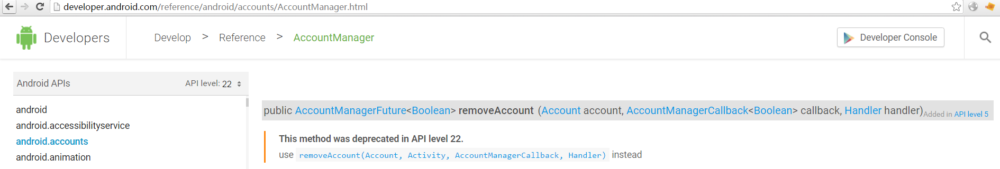 developer.android.com/reference/android/accounts/AccountManager.html
Developers Develop > Reference > AccountManager Developer Console
Android APIs API level: 22
android
android.accessibilityservice
android.accounts
android.animation
public AccountManagerFuture<Boolean> removeAccount (Account account, AccountManagerCallback<Boolean> callback, Handler handler) Added in API level 5
This method was deprecated in API level 22.
use removeAccount(Account, Activity, AccountManagerCallback, Handler) instead